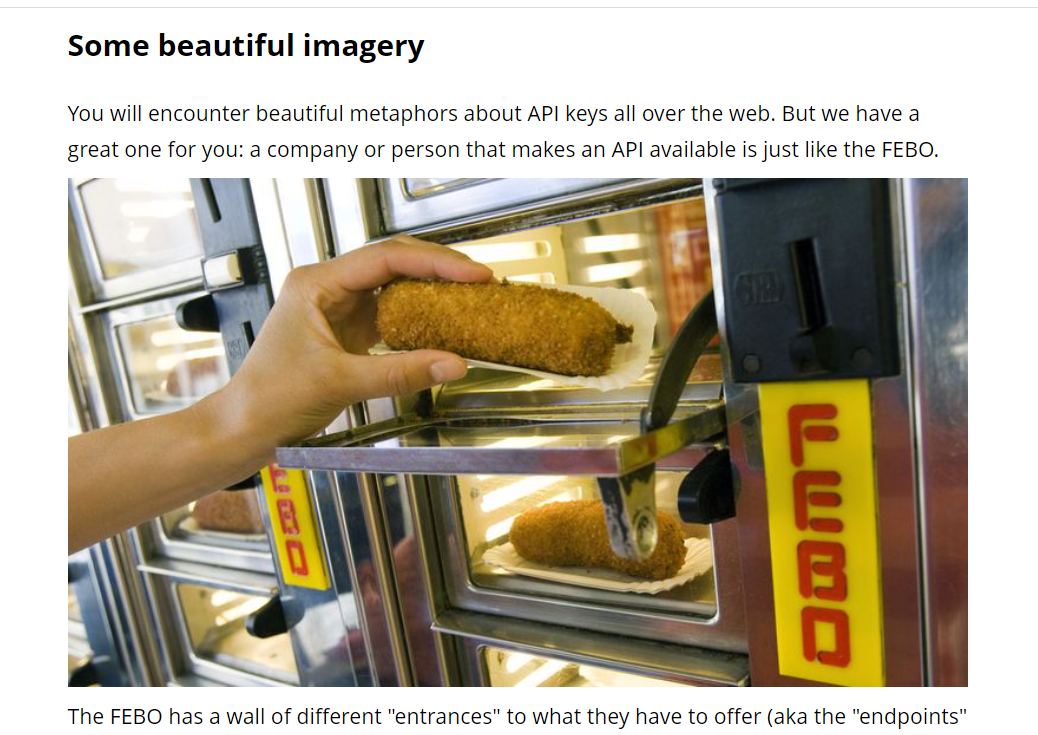 Some beautiful imagery
You will encounter beautiful metaphors about API keys all over the web. But we have a
great one for you: a company or person that makes an API available is just like the FEBO.
FEBO
FEBO
The FEBO has a wall of different "entrances" to what they have to offer (aka the "endpoints"